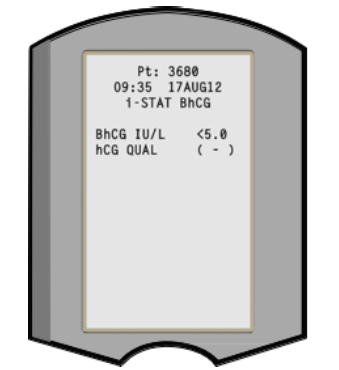 Pt: 3680
09:35 17AUG12
1-STAT BhCG
BhCG IU/L <5.0
hCG QUAL ( - )